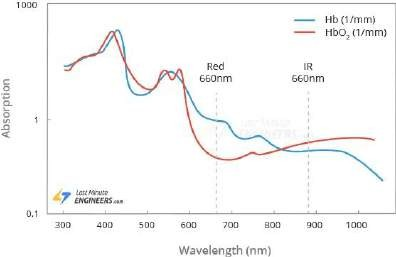 1000
Hb (1/mm)
HbO2 (1/mm)
Red
660nm
IR
660nm
Absorption
1
Last Minute
ENGINEERS.com
0,1
300 400 500 600 700 800 900 1000
Wavelength (nm)